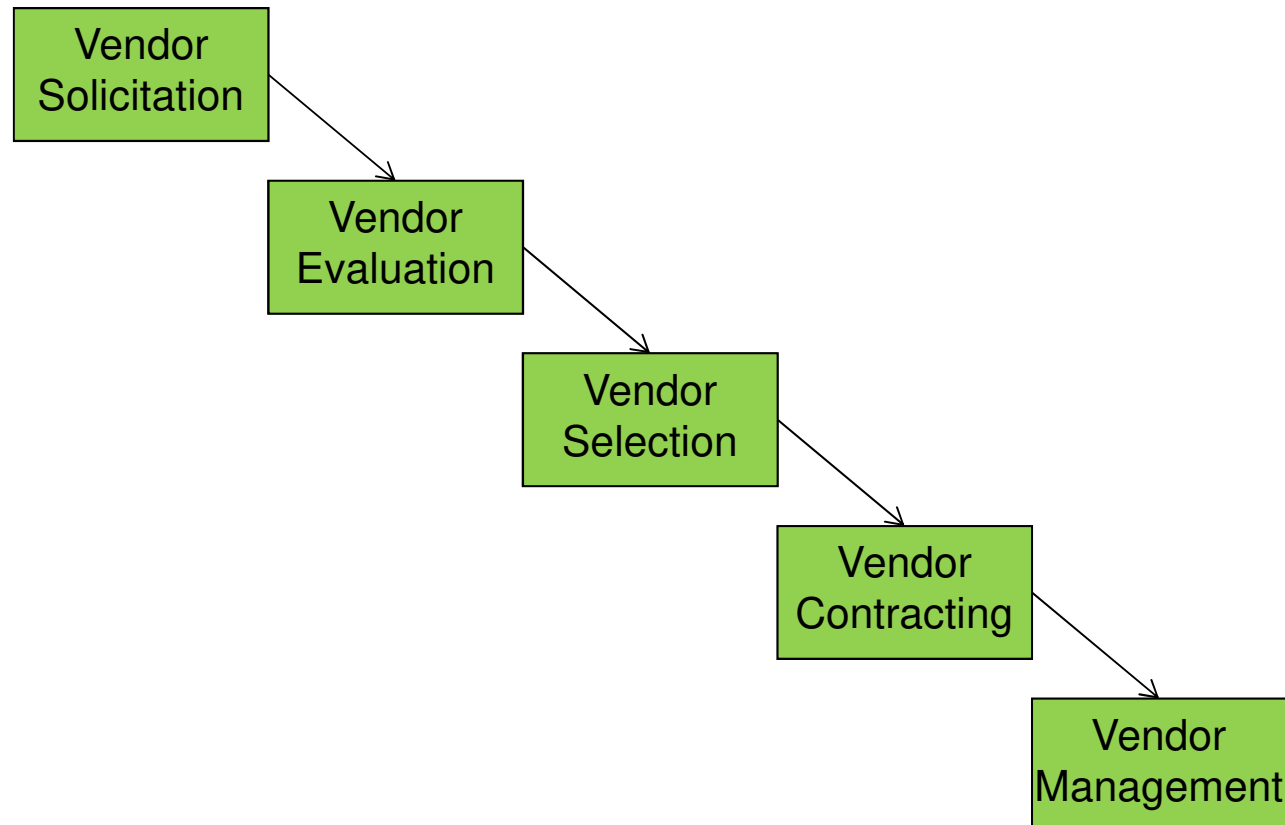 Vendor
Solicitation
Vendor
Evaluation
Vendor
Selection
Vendor
Contracting
Vendor
Management